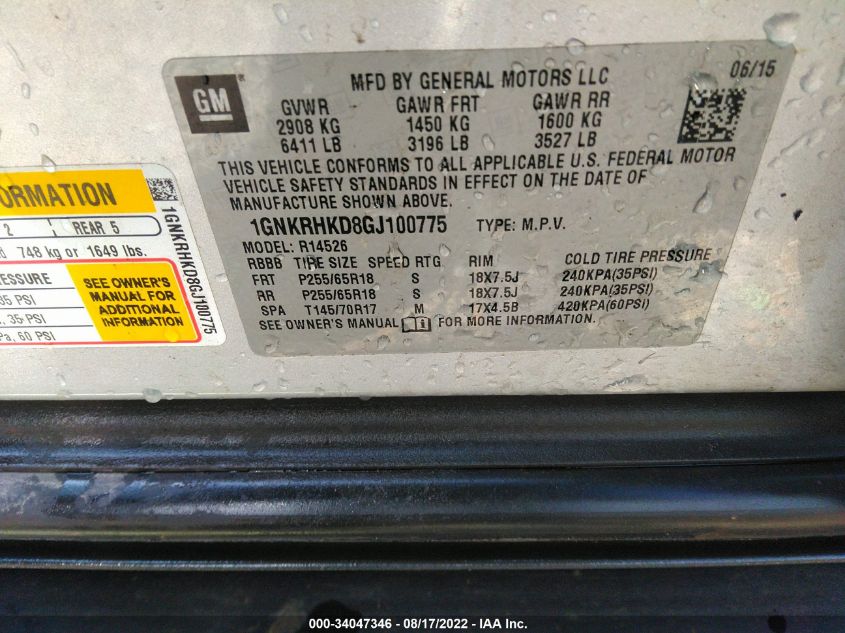 GM
MFD BY GENERAL MOTORS LLC
06/15
GVWR GAWR FRT GAWR RR
2908 KG 1450 KG 1600 KG
6411 LB 3196 LB 3527 LB
THIS VEHICLE CONFORMS TO ALL APPLICABLE U.S. FEDERAL MOTOR
VEHICLE SAFETY STANDARDS IN EFFECT ON THE DATE OF
MANUFACTURE SHOWN ABOVE.
1GNKRHKD8GJ100775 TYPE: M.P.V.
MODEL: R14526
RBBB TIRE SIZE SPEED RTG RIM COLD TIRE PRESSURE
FRT P255/65R18 S 18X7.5J 240KPA(35PSI)
RR P255/65R18 S 18X7.5J 240KPA(35PSI)
SPA T145/70R17 M 17X4.5B 420KPA(60PSI)
SEE OWNER'S MANUAL FOR MORE INFORMATION.
ORMATION
2 REAR 5
748 kg or 1649 lbs.
ESSURE
35 PSI
35 PSI
Pa, 60 PSI
SEE OWNER'S
MANUAL FOR
ADDITIONAL
INFORMATION
1GNKRHKD8GJ100775
000-34047346 - 08/17/2022 - IAA Inc.